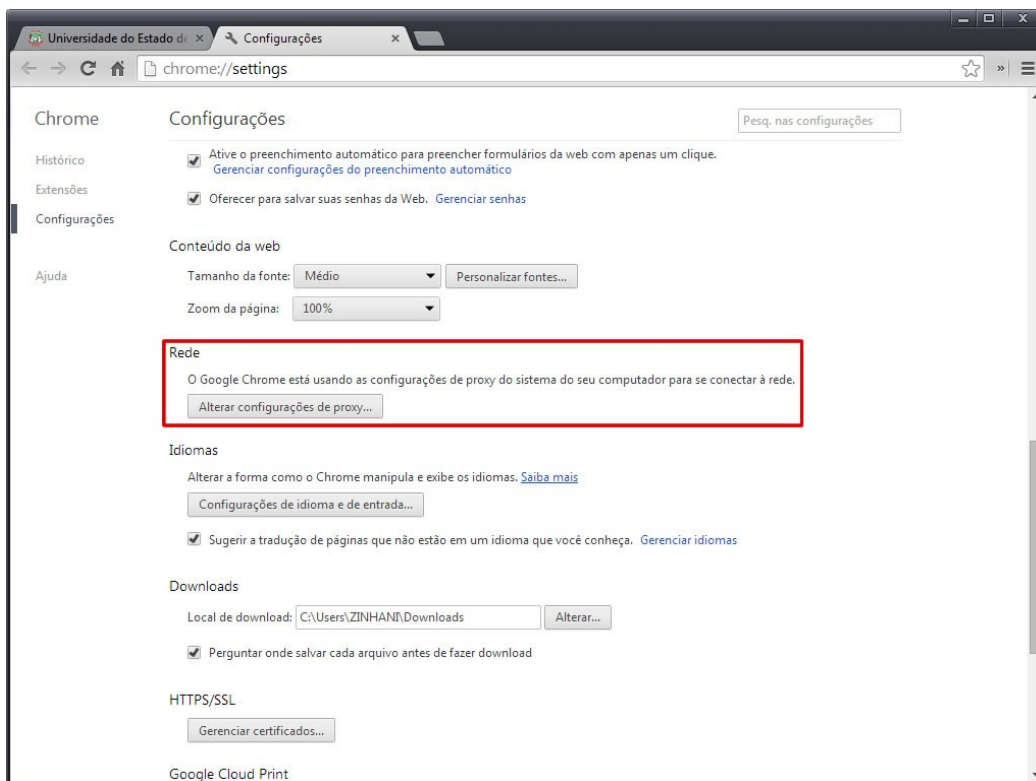 Universidade do Estado de
Configurações
chrome://settings
Chrome
Configurações
Pesq. nas configurações
Histórico
Extensões
Configurações
Ajuda
Ative o preenchimento automático para preencher formulários da web com apenas um clique.
Gerenciar configurações do preenchimento automático
Oferecer para salvar suas senhas da Web. Gerenciar senhas
Conteúdo da web
Tamanho da fonte: Médio Personalizar fontes...
Zoom da página: 100%
Rede
O Google Chrome está usando as configurações de proxy do sistema do seu computador para se conectar à rede.
Alterar configurações de proxy...
Idiomas
Alterar a forma como o Chrome manipula e exibe os idiomas. Saiba mais
Configurações de idioma e de entrada...
Sugerir a tradução de páginas que não estão em um idioma que você conheça. Gerenciar idiomas
Downloads
Local de download: C:\Users\ZINHANI\Downloads Alterar...
Perguntar onde salvar cada arquivo antes de fazer download
HTTPS/SSL
Gerenciar certificados...
Google Cloud Print